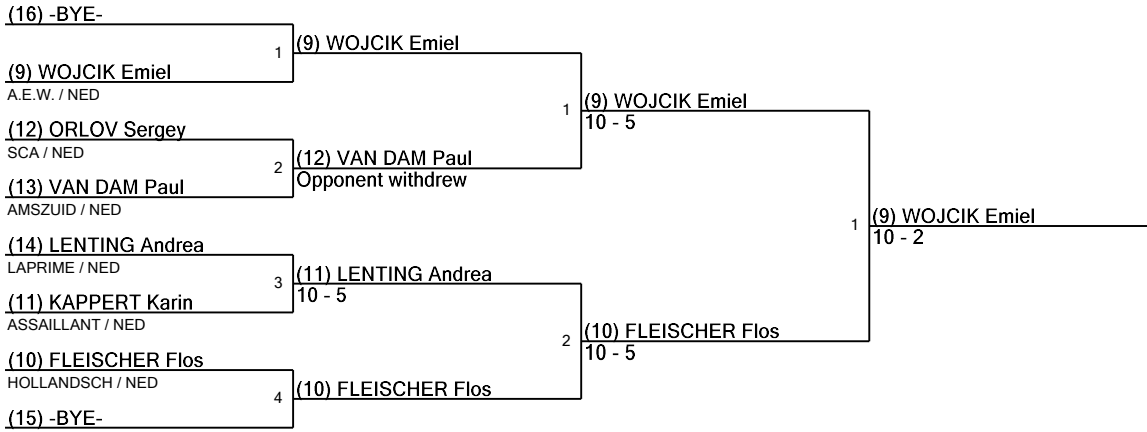 (16) -BYE-
1
(9) WOJCIK Emiel
(9) WOJCIK Emiel
A.E.W. / NED
1
(9) WOJCIK Emiel
10 - 5
(12) ORLOV Sergey
SCA / NED
2
(12) VAN DAM Paul
Opponent withdrew
(13) VAN DAM Paul
AMSZUID / NED
1
(9) WOJCIK Emiel
10 - 2
(14) LENTING Andrea
LAPRIME / NED
3
(11) LENTING Andrea
10 - 5
(11) KAPPERT Karin
ASSAILLANT / NED
2
(10) FLEISCHER Flos
10 - 5
(10) FLEISCHER Flos
HOLLANDSCH / NED
4
(10) FLEISCHER Flos
(15) -BYE-